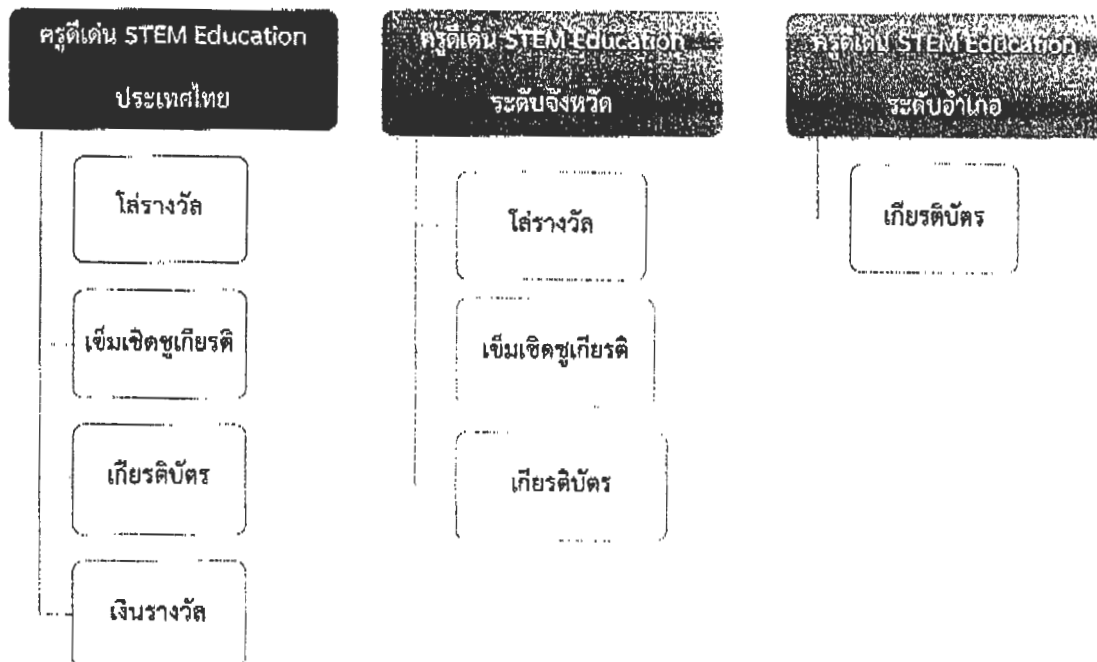 ครูดีเด่น STEM Education
ประเทศไทย
โล่รางวัล
เข็มเชิดชูเกียรติ
เกียรติบัตร
เงินรางวัล
ครูดีเด่น STEM Education
ระดับจังหวัด
โล่รางวัล
เข็มเชิดชูเกียรติ
เกียรติบัตร
ครูดีเด่น STEM Education
ระดับอำเภอ
เกียรติบัตร